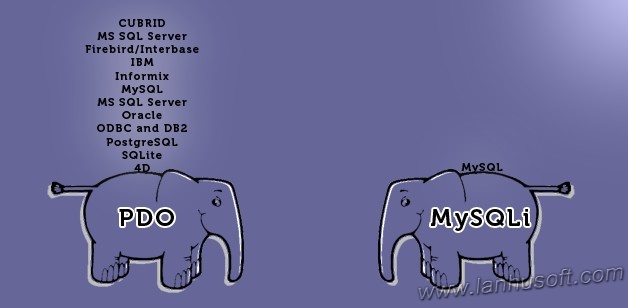 CUBRID
MS SQL Server
Firebird/Interbase
IBM
Informix
MySQL
MS SQL Server
Oracle
ODBC and DB2
PostgreSQL
SQLite
4D
PDO
MySQL
MySQLi
www.lanhusoft.com